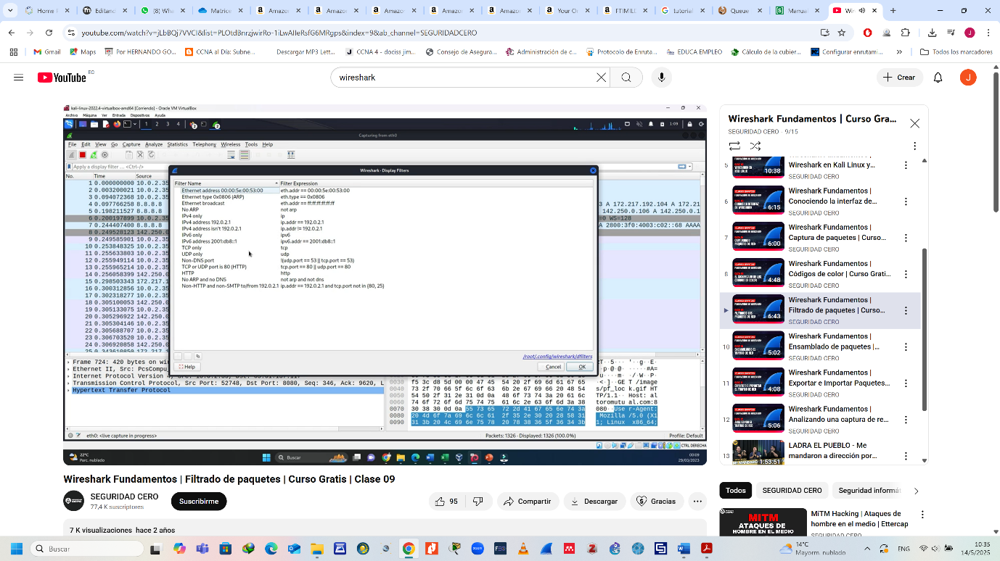 (8) W
Manue
Amazo
Amazo
Amazo
Amazo
Amazo
Your O
FTIMEI
tutorial
Quejas
Server
Wi
youtube.com/watch?v=jLbBQj7VVCI&list=PLOtdBnrzjwirRo-1iLwAIIeRsfG6MRgps&index=9&ab_channel=SEGURIDADCERO
Gmail
Maps
Por HERNANDO GO...
CCNA al Día: Subne...
Descargar MP3 Lett...
CCNA 4 - dociss jim...
Consejo de Asegura...
Administración de c...
Protocolo de Enruta...
EDUCA EMPLEO
Cálculo de la cubier...
Configurar enrutami...
Todos los marcadores
YouTube EC
wireshark
Crear
J
kali-linux-2022.4-virtualbox-amd64 [Corriendo] - Oracle VM VirtualBox
Archivo Máquina Ver Entrada Dispositivos Ayuda
1 2 3 4
1:09
Capturing from eth0
File Edit View Go Capture Analyze Statistics Telephony Wireless Tools Help
Apply a display filter ... <Ctrl-/>
No. Time Source
1 0.000000000 10.0.2.35
2 0.003200021 10.0.2.35
3 0.094072368 10.0.2.35
4 0.097766258 8.8.8.8
5 0.198211527 8.8.8.8
6 0.200197899 10.0.2.35
7 0.244407400 8.8.8.8
8 0.249528123 142.250.0
9 0.249585901 10.0.2.35
10 0.253848325 10.0.2.35
11 0.255633803 10.0.2.35
12 0.255949114 10.0.2.35
13 0.255965214 10.0.2.35
14 0.256058399 142.250.0
15 0.298503343 172.217.1
16 0.300312856 10.0.2.35
17 0.302318277 10.0.2.35
18 0.305100053 142.250.0
19 0.305133075 10.0.2.35
20 0.305296922 142.250.0
21 0.305304146 10.0.2.35
22 0.305688707 10.0.2.35
23 0.306703520 10.0.2.35
24 0.306920858 142.250.0
Wireshark · Display Filters
Filter Name Filter Expression
Ethernet address 00:00:5e:00:53:00 eth.addr == 00:00:5e:00:53:00
Ethernet type 0x0806 (ARP) eth.type == 0x0806
Ethernet broadcast eth.addr == ff:ff:ff:ff:ff:ff
No ARP not arp
IPv4 only ip
IPv4 address 192.0.2.1 ip.addr == 192.0.2.1
IPv4 address isn't 192.0.2.1 ip.addr != 192.0.2.1
IPv6 only ipv6
IPv6 address 2001:db8::1 ipv6.addr == 2001:db8::1
TCP only tcp
UDP only udp
Non-DNS port !(udp.port == 53 || tcp.port == 53)
TCP or UDP port is 80 (HTTP) tcp.port == 80 || udp.port == 80
HTTP http
No ARP and no DNS not arp and not dns
Non-HTTP and non-SMTP to/from 192.0.2.1 ip.addr == 192.0.2.1 and tcp.port not in {80, 25}
/root/.config/wireshark/dfilters
Help Cancel OK
3 A 172.217.192.104 A 172.21
142.250.0.106 A 142.250.0.1
=0 WS=128
A 2800:3f0:4003:c02::68 AAAA
Frame 724: 420 bytes on wir
Ethernet II, Src: PcsCompu
Internet Protocol Version
Transmission Control Protocol, Src Port: 52748, Dst Port: 8086, Seq: 346, Ack: 9620, L
Hypertext Transfer Protocol
f5 3c d8 5d 00 00 47 45 54 20 2f 69 6d 61 67 65
0040 73 2f 70 66 5f 6c 6f 63 6b 2e 67 69 66 20 48 54 s/pf_loc k.gif HT
0050 54 50 2f 31 2e 31 0d 0a 48 6f 73 74 3a 20 61 6c TP/1.1·· Host: al
0060 74 6f 72 6f 6d 75 74 75 61 6c 2e 63 6f 6d 3a 38 toromutu al.com:8
0070 30 38 30 0d 0a 55 73 65 72 2d 41 67 65 6e 74 3a 080··Use r-Agent:
0080 20 4d 6f 7a 69 6c 6c 61 2f 35 2e 30 20 28 58 31 Mozilla /5.0 (X1
0090 31 3b 20 4c 69 6e 75 78 20 78 38 36 5f 36 34 3b 1; Linux x86_64;
eth0: <live capture in progress>
Packets: 1326 · Displayed: 1326 (100.0%)
Profile: Default
CTRL DERECHA
22°C
Parc. nublado
Buscar
00:08
29/03/2023
Wireshark Fundamentos | Filtrado de paquetes | Curso Gratis | Clase 09
SEGURIDAD CERO
77,4 K suscriptores
Suscribirme
95
Compartir
Descargar
Gracias
7 K visualizaciones hace 2 años
Wireshark Fundamentos | Curso Gra...
SEGURIDAD CERO - 9/15
5
10:38
Wireshark en Kali Linux y...
SEGURIDAD CERO
6
6:15
Wireshark Fundamentos |
Conociendo la interfaz de...
SEGURIDAD CERO
7
6:00
Wireshark Fundamentos |
Captura de paquetes | Curso...
SEGURIDAD CERO
8
4:48
Wireshark Fundamentos |
Códigos de color | Curso Grati...
SEGURIDAD CERO
6:43
Wireshark Fundamentos |
Filtrado de paquetes | Curso...
SEGURIDAD CERO
10
5:02
Wireshark Fundamentos |
Ensamblado de paquetes |...
SEGURIDAD CERO
11
4:08
Wireshark Fundamentos |
Exportar e Importar Paquetes...
SEGURIDAD CERO
12
5:06
Wireshark Fundamentos |
Analizando una captura de re...
SEGURIDAD CERO
13
1:53:51
LADRA EL PUEBLO - Me
mandaron a dirección por...
Todos
SEGURIDAD CERO
Seguridad informát
MITM
ATAQUES DE
HOMBRE EN EL MEDIO
MiTM Hacking | Ataques de
hombre en el medio | Ettercap
SEGURIDAD CERO
Buscar
14°C
Mayorm. nublado
ENG
10:35
14/5/2025